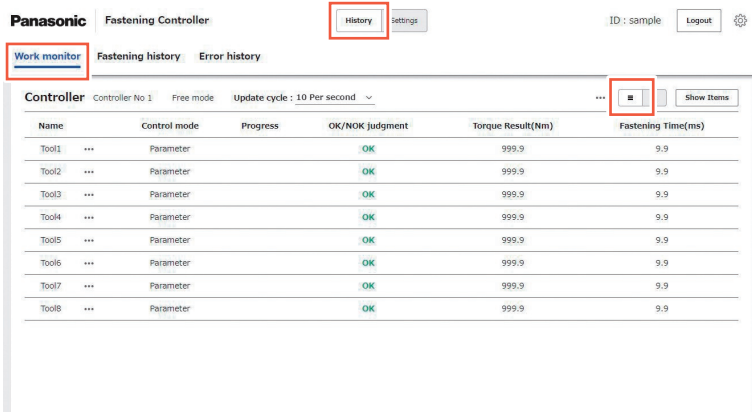 Panasonic Fastening Controller History Settings ID : sample Logout
Work monitor Fastening history Error history
Controller Controller No 1 Free mode Update cycle : 10 Per second ••• Show Items
Name Control mode Progress OK/NOK judgment Torque Result(Nm) Fastening Time(ms)
Tool1 ••• Parameter OK 999.9 9.9
Tool2 ••• Parameter OK 999.9 9.9
Tool3 ••• Parameter OK 999.9 9.9
Tool4 ••• Parameter OK 999.9 9.9
Tool5 ••• Parameter OK 999.9 9.9
Tool6 ••• Parameter OK 999.9 9.9
Tool7 ••• Parameter OK 999.9 9.9
Tool8 ••• Parameter OK 999.9 9.9